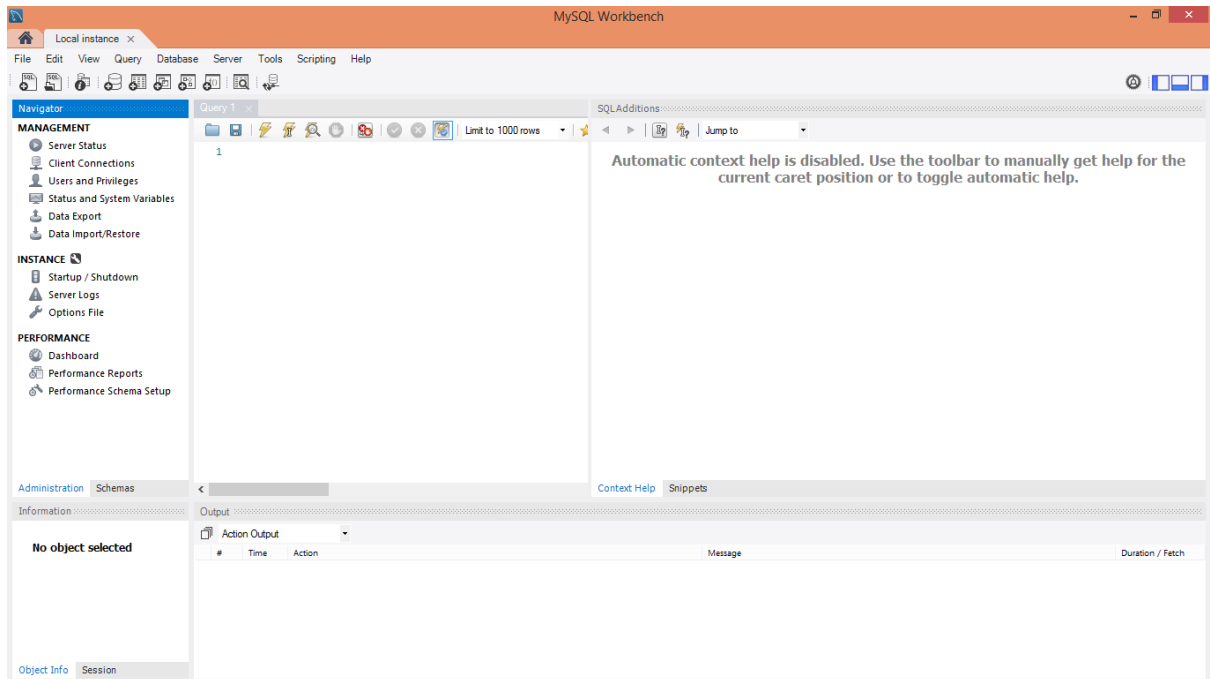 MySQL Workbench
Local instance
File Edit View Query Database Server Tools Scripting Help
Navigator
MANAGEMENT
Server Status
Client Connections
Users and Privileges
Status and System Variables
Data Export
Data Import/Restore
INSTANCE
Startup / Shutdown
Server Logs
Options File
PERFORMANCE
Dashboard
Performance Reports
Performance Schema Setup
Administration Schemas
Query 1
Limit to 1000 rows
1
SQLAdditions
Jump to
Automatic context help is disabled. Use the toolbar to manually get help for the
current caret position or to toggle automatic help.
Context Help Snippets
Information
No object selected
Object Info Session
Output
Action Output
# Time Action Message Duration / Fetch